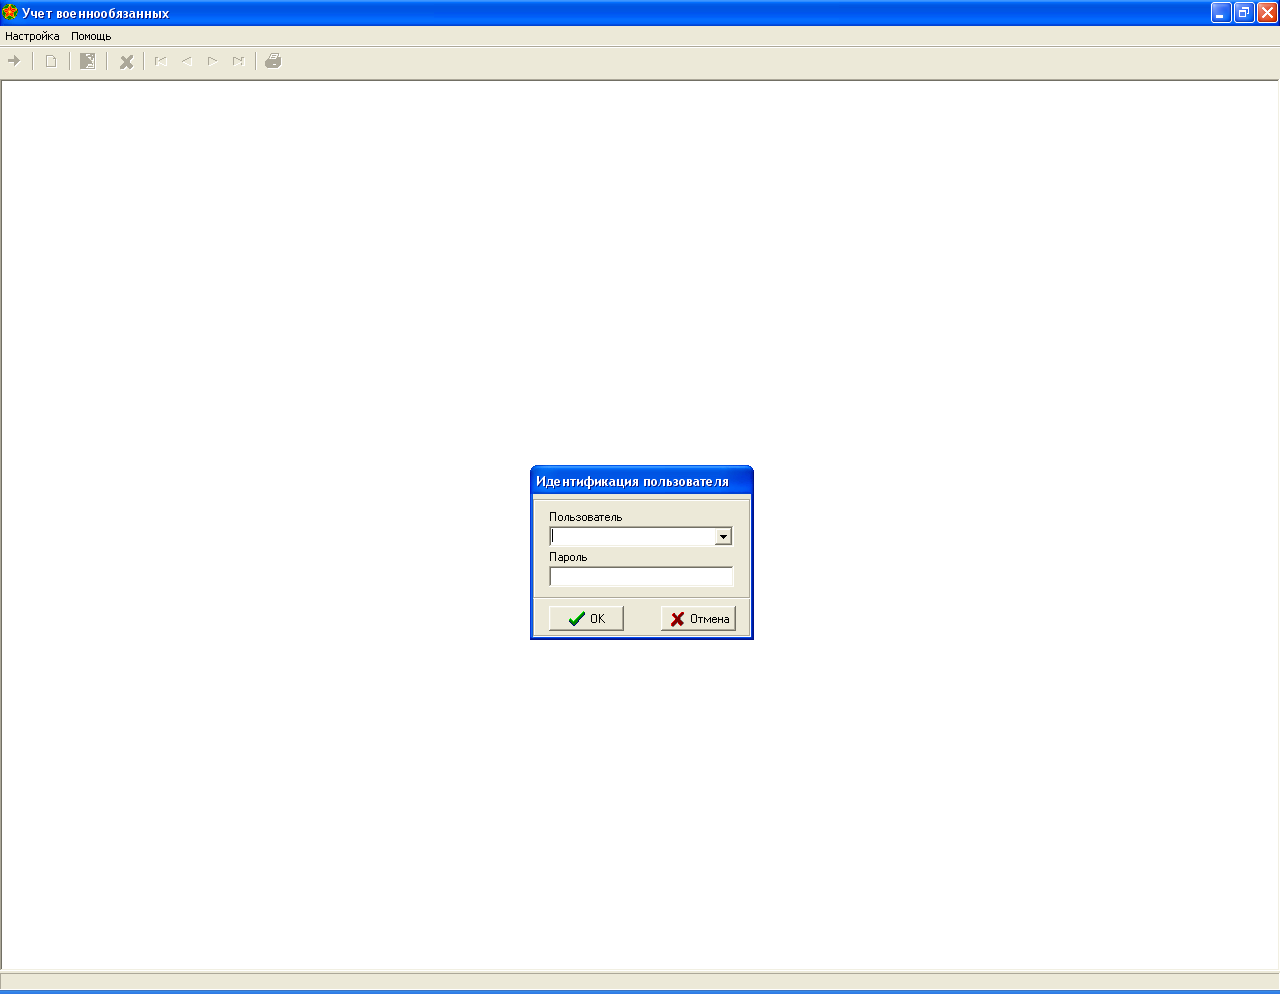 Учет военнообязанных
Настройка Помощь
Идентификация пользователя
Пользователь
Пароль
OK Отмена